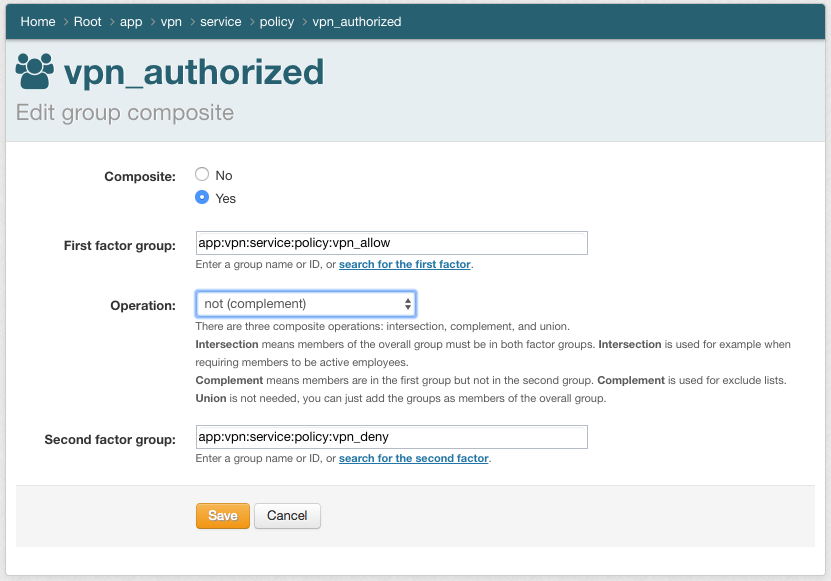 Home > Root > app > vpn > service > policy > vpn_authorized
vpn_authorized
Edit group composite
Composite: No
Yes
First factor group: app:vpn:service:policy:vpn_allow
Enter a group name or ID, or search for the first factor.
Operation: not (complement)
There are three composite operations: intersection, complement, and union.
Intersection means members of the overall group must be in both factor groups. Intersection is used for example when
requiring members to be active employees.
Complement means members are in the first group but not in the second group. Complement is used for exclude lists.
Union is not needed, you can just add the groups as members of the overall group.
Second factor group: app:vpn:service:policy:vpn_deny
Enter a group name or ID, or search for the second factor.
Save Cancel